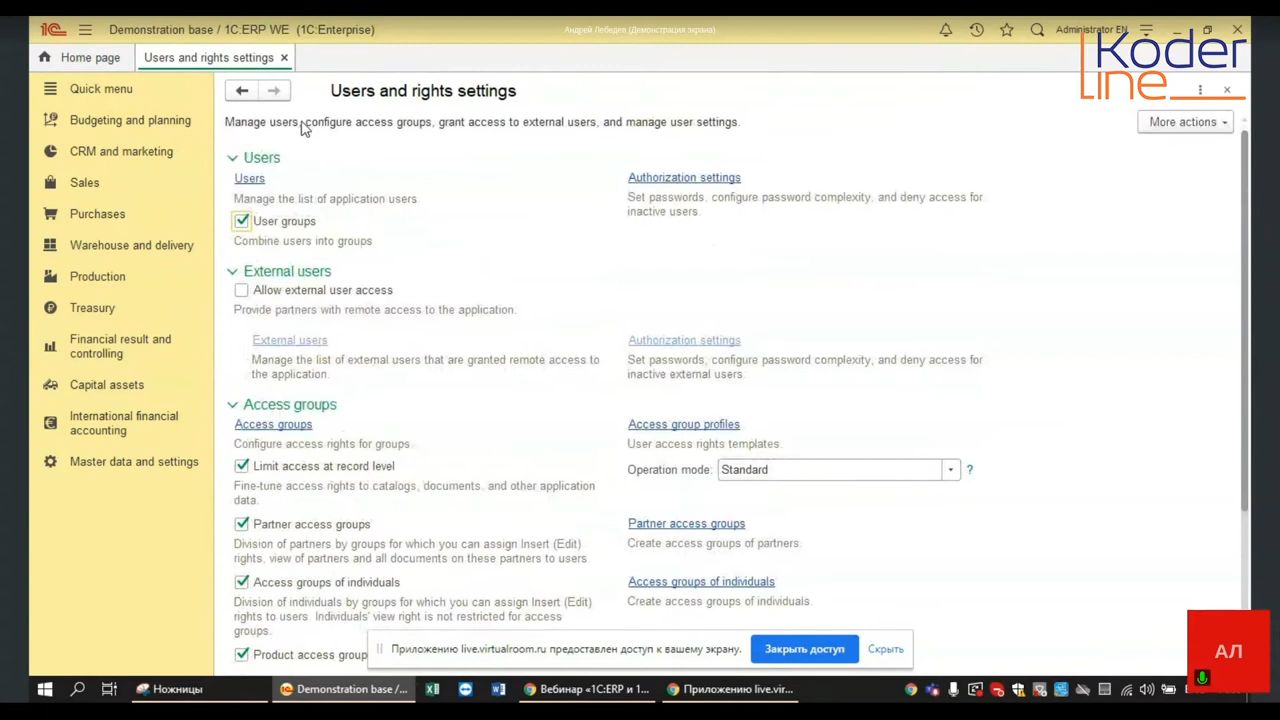 Demonstration base / 1C:ERP WE (1C:Enterprise)
Андрей Лебедев (Демонстрация экрана)
Administrator EN
Koder
line
Home page
Users and rights settings
Quick menu
Budgeting and planning
CRM and marketing
Sales
Purchases
Warehouse and delivery
Production
Treasury
Financial result and
controlling
Capital assets
International financial
accounting
Master data and settings
Users and rights settings
Manage users, configure access groups, grant access to external users, and manage user settings.
More actions
Users
Users
Authorization settings
Manage the list of application users
Set passwords, configure password complexity, and deny access for
inactive users.
User groups
Combine users into groups
External users
Allow external user access
Provide partners with remote access to the application.
External users
Authorization settings
Manage the list of external users that are granted remote access to
the application.
Set passwords, configure password complexity, and deny access for
inactive external users.
Access groups
Access groups
Access group profiles
Configure access rights for groups.
User access rights templates.
Limit access at record level
Operation mode: Standard ?
Fine-tune access rights to catalogs, documents, and other application
data.
Partner access groups
Partner access groups
Division of partners by groups for which you can assign Insert (Edit)
rights, view of partners and all documents on these partners to users.
Create access groups of partners.
Access groups of individuals
Access groups of individuals
Division of individuals by groups for which you can assign Insert (Edit)
rights to users. Individuals' view right is not restricted for access
groups.
Create access groups of individuals.
Product access group
Приложению live.virtualroom.ru предоставлен доступ к вашему экрану.
Закрыть доступ
Скрыть
АЛ
Ножницы
Demonstration base /...
Вебинар «1С:ERP и 1...
Приложению live.vir...